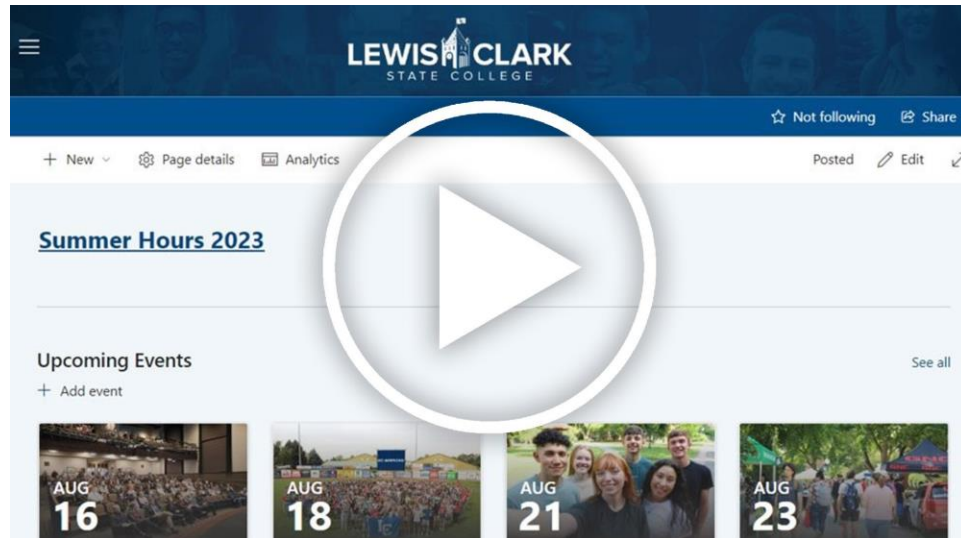 LEWIS CLARK
STATE COLLEGE
Not following
Share
New
Page details
Analytics
Posted
Edit
Summer Hours 2023
Upcoming Events
See all
Add event
AUG
16
AUG
18
AUG
21
AUG
23